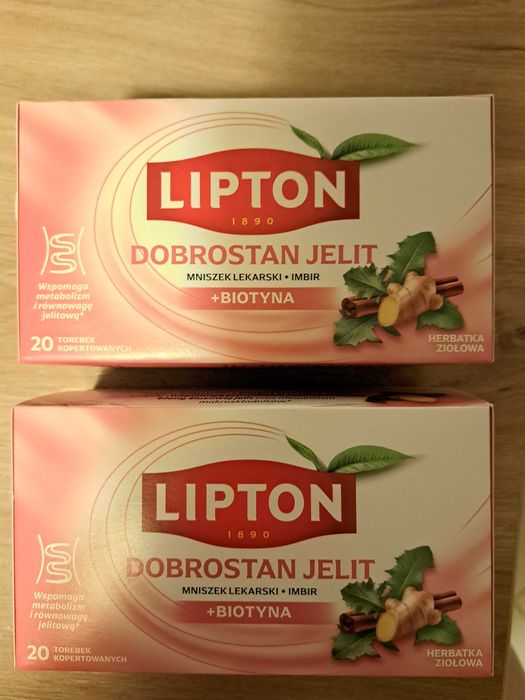 LIPTON
1890
DOBROSTAN JELIT
MNISZEK LEKARSKI • IMBIR
+BIOTYNA
Wspomaga
metabolizm
i równowagę
jelitową*
20 TOREBEK
KOPERTOWANYCH
HERBATKA
ZIOŁOWA
makroskładników*
LIPTON
1890
DOBROSTAN JELIT
MNISZEK LEKARSKI • IMBIR
+BIOTYNA
Wspomaga
metabolizm
i równowagę
jelitową*
20 TOREBEK
KOPERTOWANYCH
HERBATKA
ZIOŁOWA